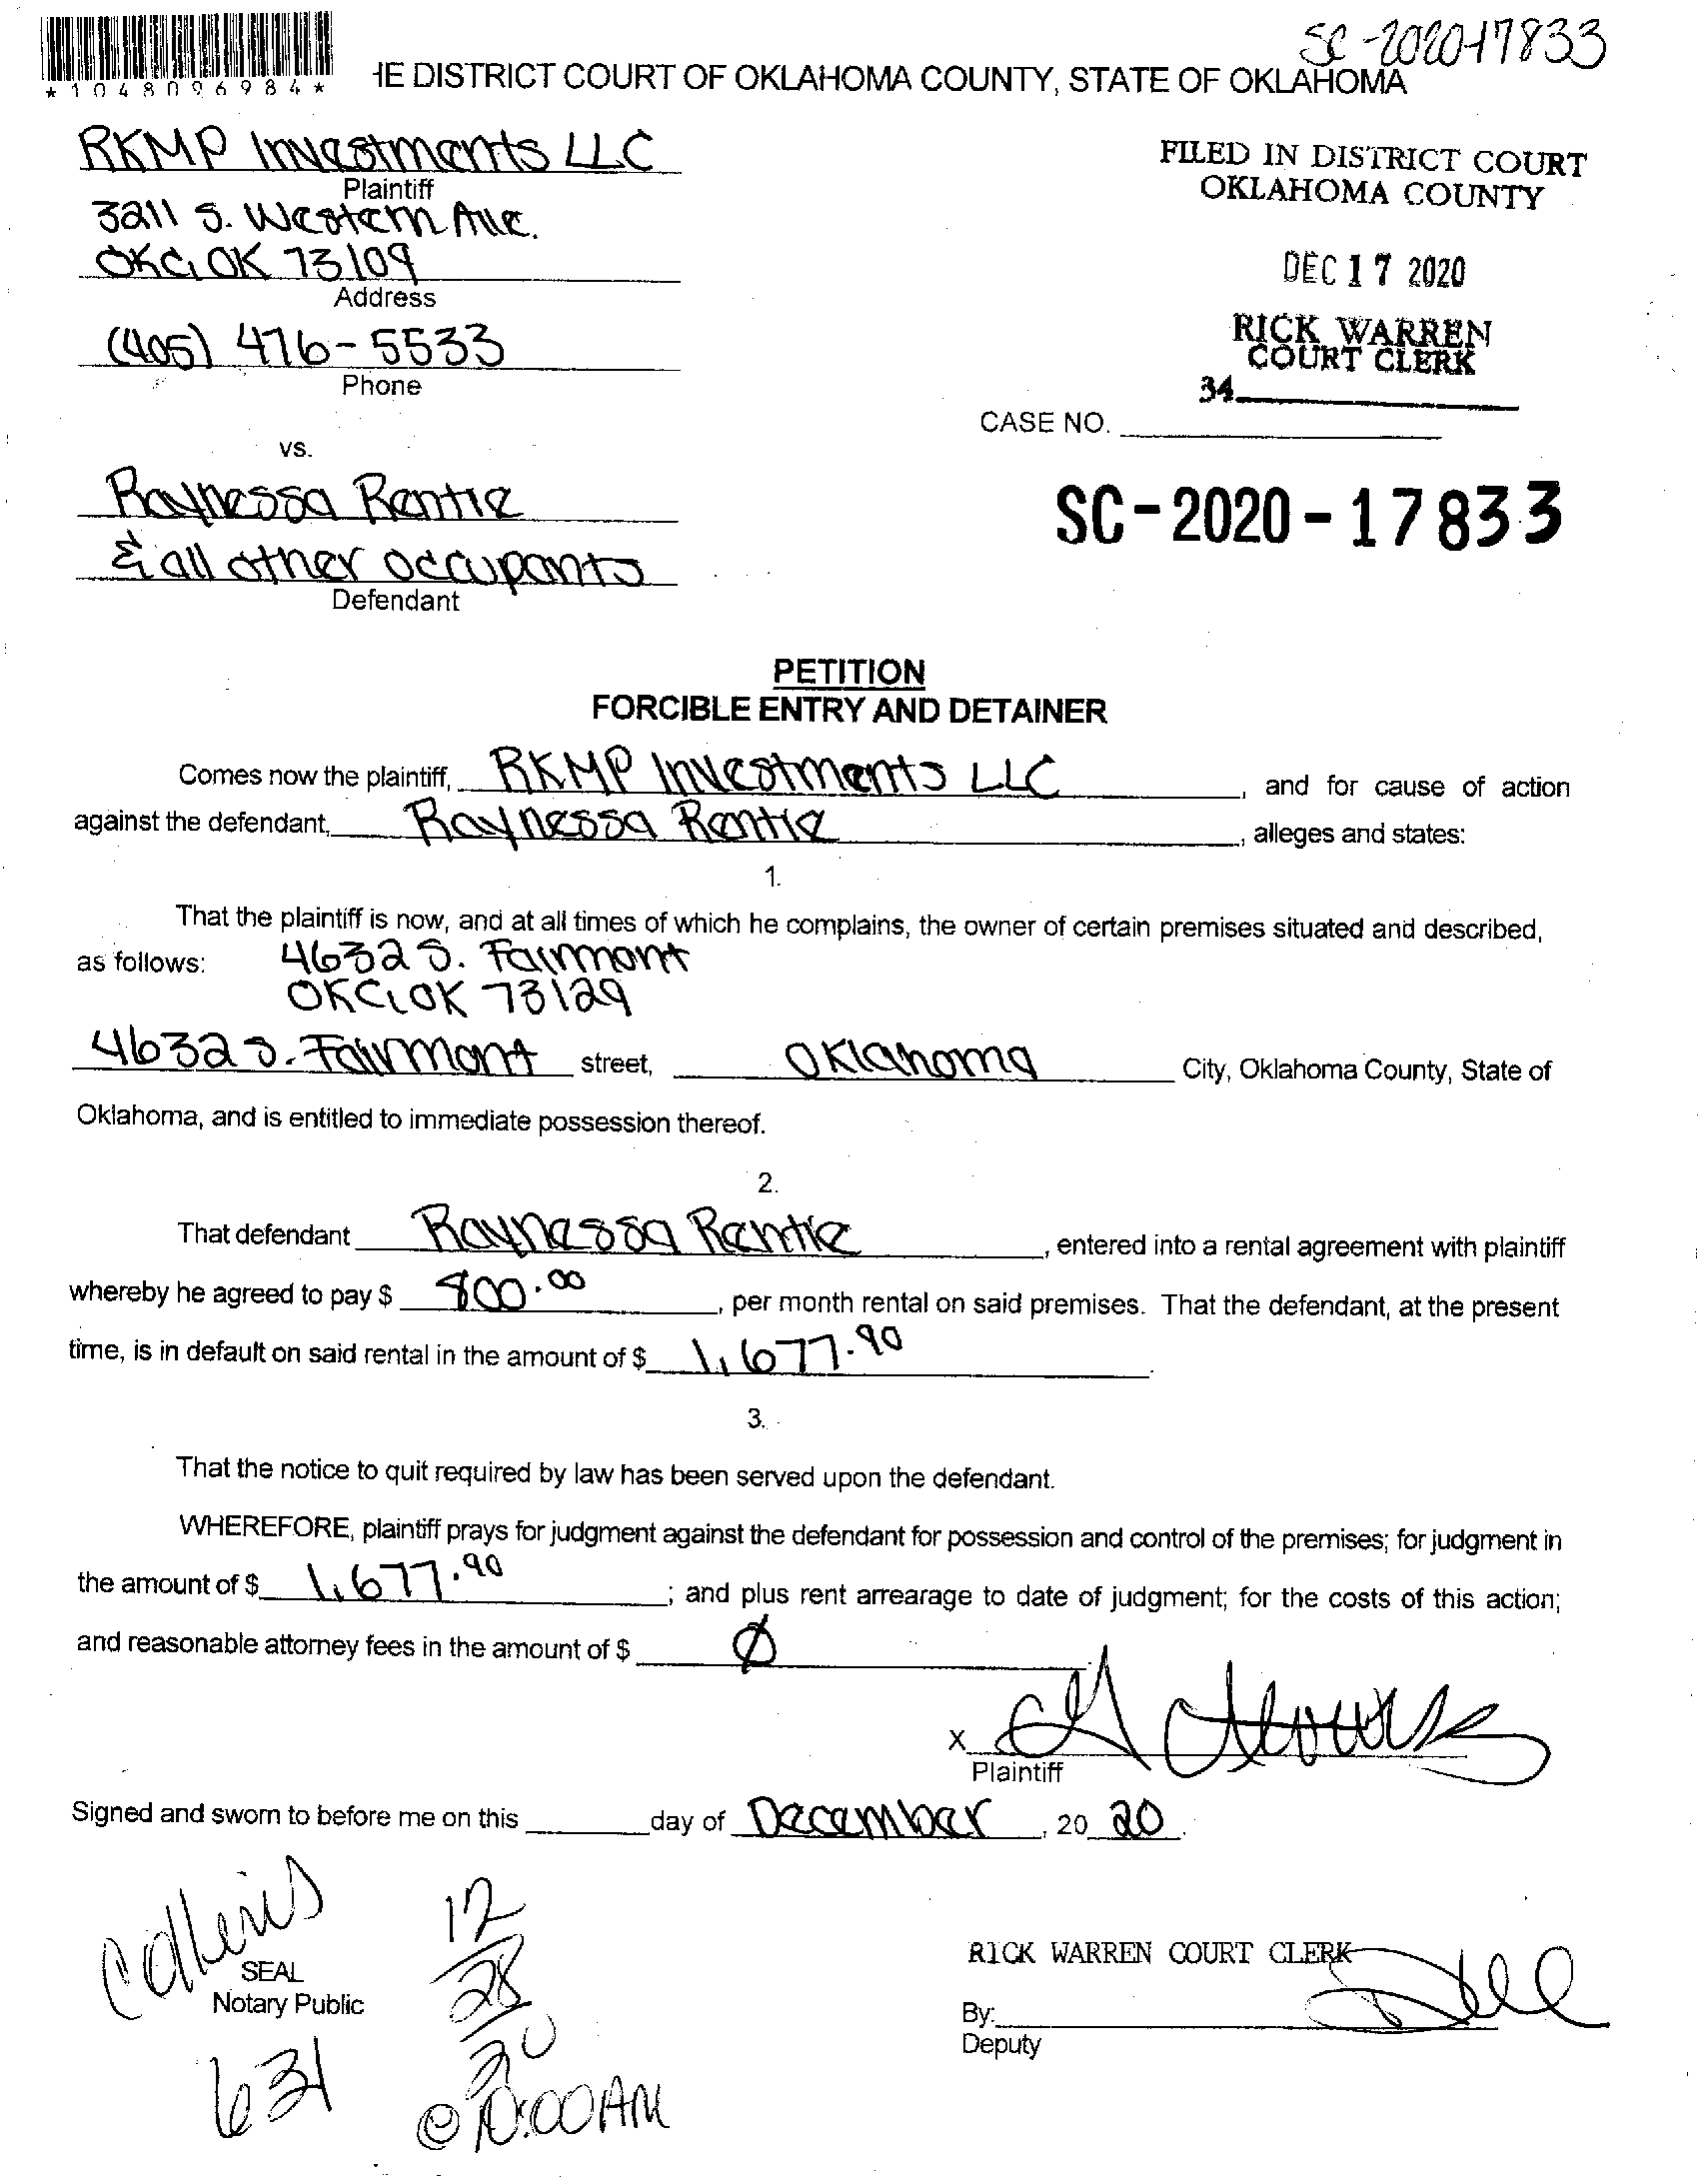 SC-2020-17833
*1048096984*
HE DISTRICT COURT OF OKLAHOMA COUNTY, STATE OF OKLAHOMA
RKMP Investments LLC
Plaintiff
FILED IN DISTRICT COURT
OKLAHOMA COUNTY
3211 S. Western Ave.
OKC, OK 73109
Address
DEC 17 2020
(405) 476-5533
Phone
RICK WARREN
COURT CLERK
34
CASE NO.
vs.
Raynessa Rentie
SC-2020-17833
& all other occupants
Defendant
PETITION
FORCIBLE ENTRY AND DETAINER
Comes now the plaintiff, RKMP Investments LLC, and for cause of action
against the defendant, Raynessa Rentie, alleges and states:
1.
That the plaintiff is now, and at all times of which he complains, the owner of certain premises situated and described,
as follows: 4632 S. Fairmont
OKC, OK 73129
4632 S. Fairmont street, Oklahoma City, Oklahoma County, State of
Oklahoma, and is entitled to immediate possession thereof.
2.
That defendant Raynessa Rentie, entered into a rental agreement with plaintiff
whereby he agreed to pay $ 800.00, per month rental on said premises. That the defendant, at the present
time, is in default on said rental in the amount of $ 1,677.90.
3.
That the notice to quit required by law has been served upon the defendant.
WHEREFORE, plaintiff prays for judgment against the defendant for possession and control of the premises; for judgment in
the amount of $ 1,677.90; and plus rent arrearage to date of judgment; for the costs of this action;
and reasonable attorney fees in the amount of $ Ø
X
Plaintiff
Signed and sworn to before me on this day of December, 20 20.
SEAL
Notary Public
12
28
20
@ 10:00AM
631
RICK WARREN COURT CLERK
By:
Deputy